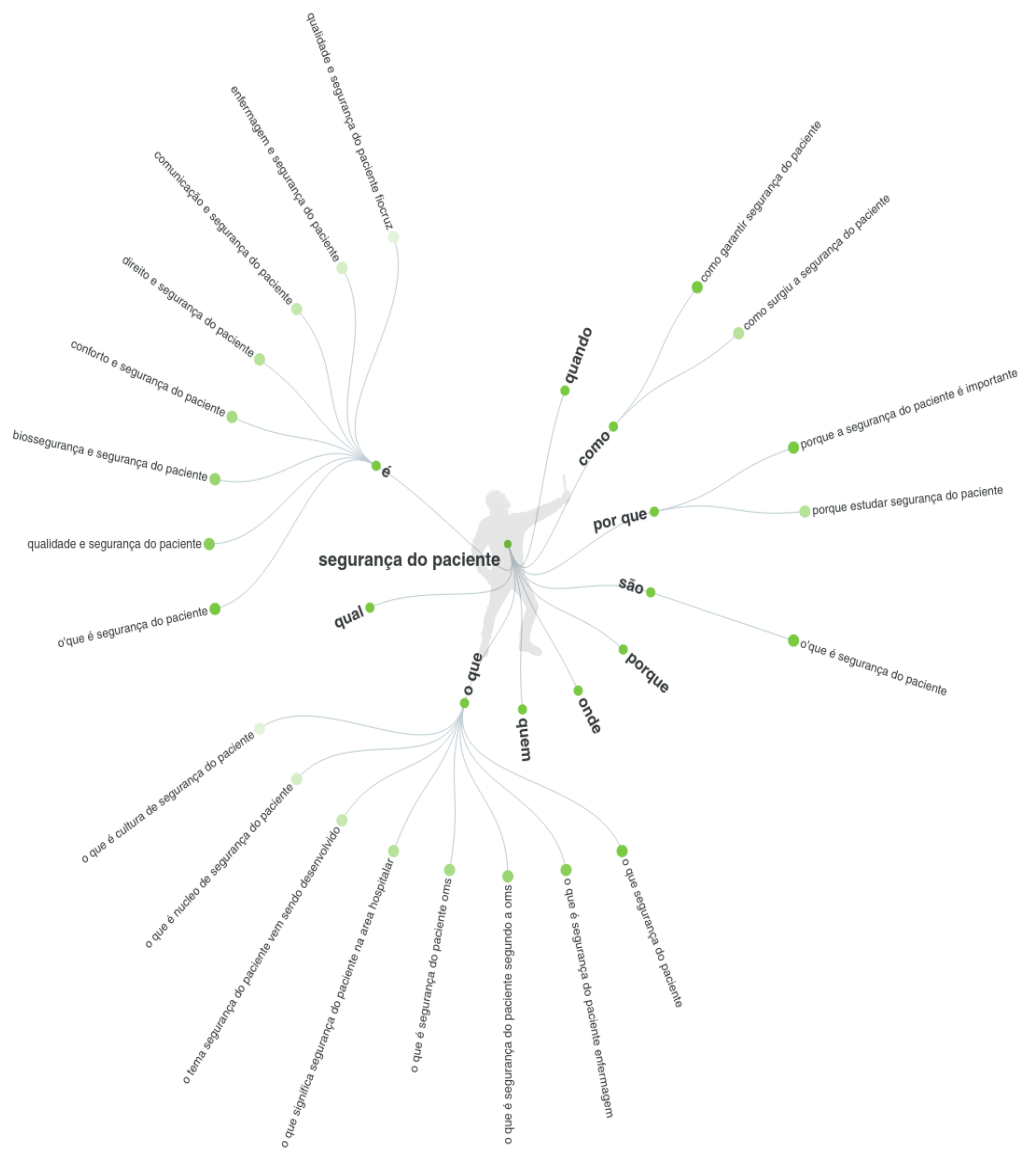 segurança do paciente
quando
como
como garantir segurança do paciente
como surgiu a segurança do paciente
por que
porque a segurança do paciente é importante
porque estudar segurança do paciente
são
o'que é segurança do paciente
porque
onde
quem
o que
o que segurança do paciente
o que é segurança do paciente enfermagem
o que é segurança do paciente segundo a oms
o que é segurança do paciente oms
o que significa segurança do paciente na area hospitalar
o tema segurança do paciente vem sendo desenvolvido
o que é nucleo de segurança do paciente
o que é cultura de segurança do paciente
qual
é
o'que é segurança do paciente
qualidade e segurança do paciente
biossegurança e segurança do paciente
conforto e segurança do paciente
direito e segurança do paciente
comunicação e segurança do paciente
enfermagem e segurança do paciente
qualidade e segurança do paciente fiocruz